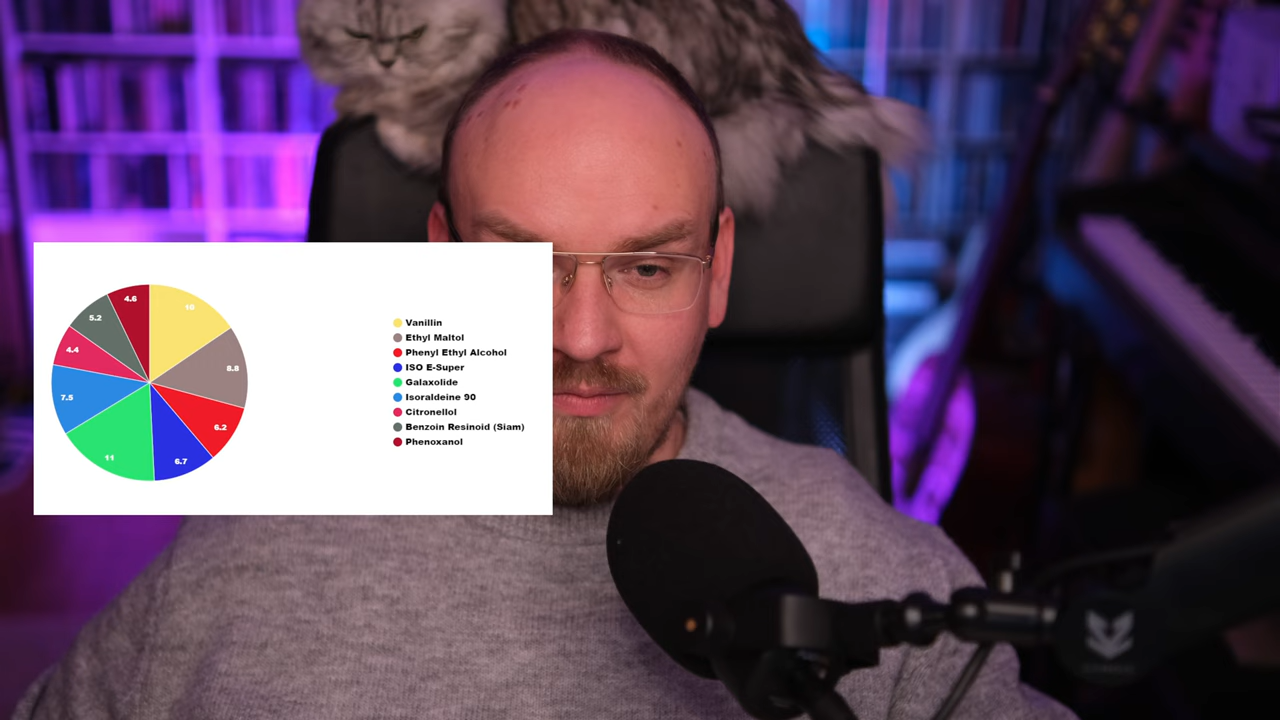 4.6
10
5.2
8.8
4.4
7.5
6.2
11
6.7
Vanillin
Ethyl Maltol
Phenyl Ethyl Alcohol
ISO E-Super
Galaxolide
Isoraldeine 90
Citronellol
Benzoin Resinoid (Siam)
Phenoxanol